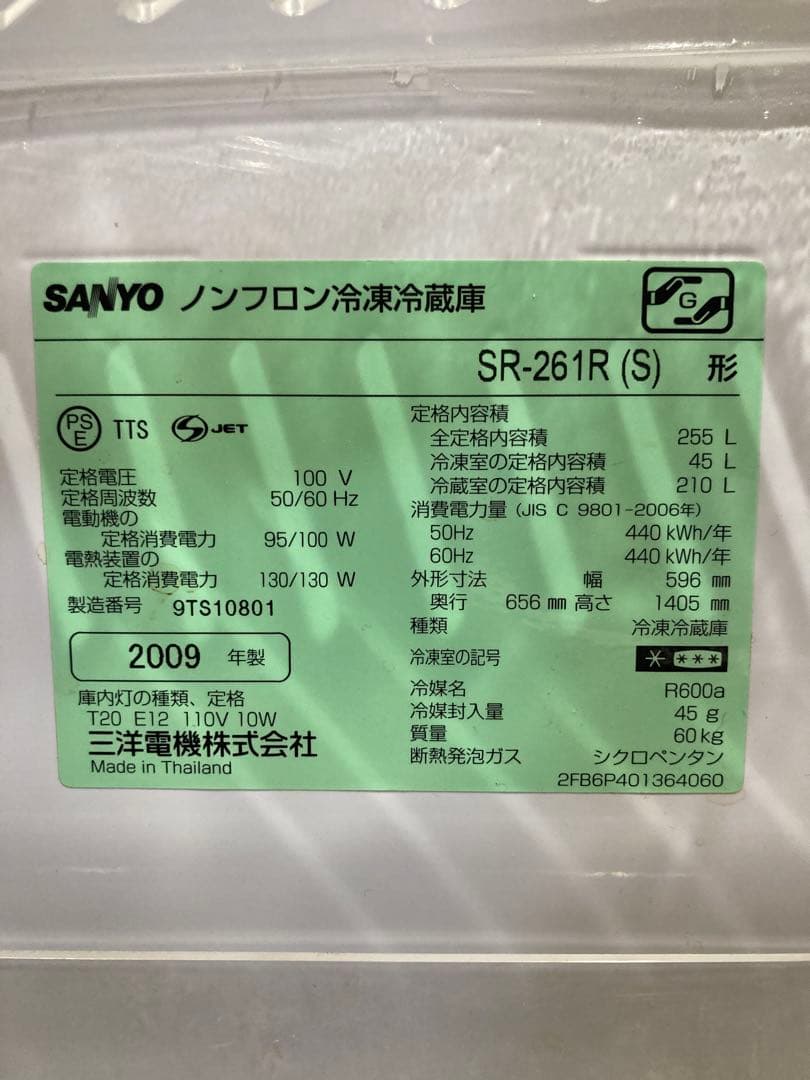 SANYO ノンフロン冷凍冷蔵庫
G
SR-261R (S) 形
PSE TTS S JET
定格電圧 100 V
定格周波数 50/60 Hz
電動機の
定格消費電力 95/100 W
電熱装置の
定格消費電力 130/130 W
製造番号 9TS10801
2009 年製
庫内灯の種類、定格
T20 E12 110V 10W
三洋電機株式会社
Made in Thailand
定格内容積
全定格内容積 255 L
冷凍室の定格内容積 45 L
冷蔵室の定格内容積 210 L
消費電力量 (JIS C 9801-2006年)
50Hz 440 kWh/年
60Hz 440 kWh/年
外形寸法 幅 596 mm
奥行 656 mm 高さ 1405 mm
種類 冷凍冷蔵庫
冷凍室の記号 * ***
冷媒名 R600a
冷媒封入量 45 g
質量 60 kg
断熱発泡ガス シクロペンタン
2FB6P401364060